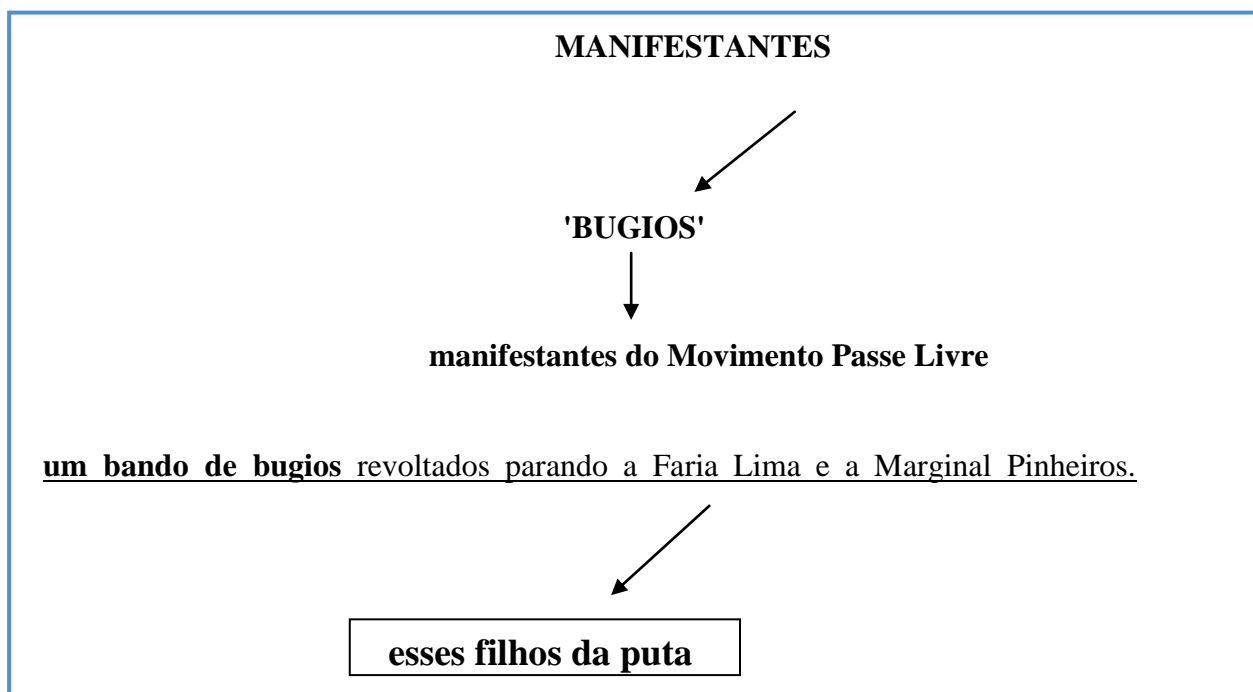 MANIFESTANTES
'BUGIOS'
manifestantes do Movimento Passe Livre
um bando de bugios revoltados parando a Faria Lima e a Marginal Pinheiros.
esses filhos da puta